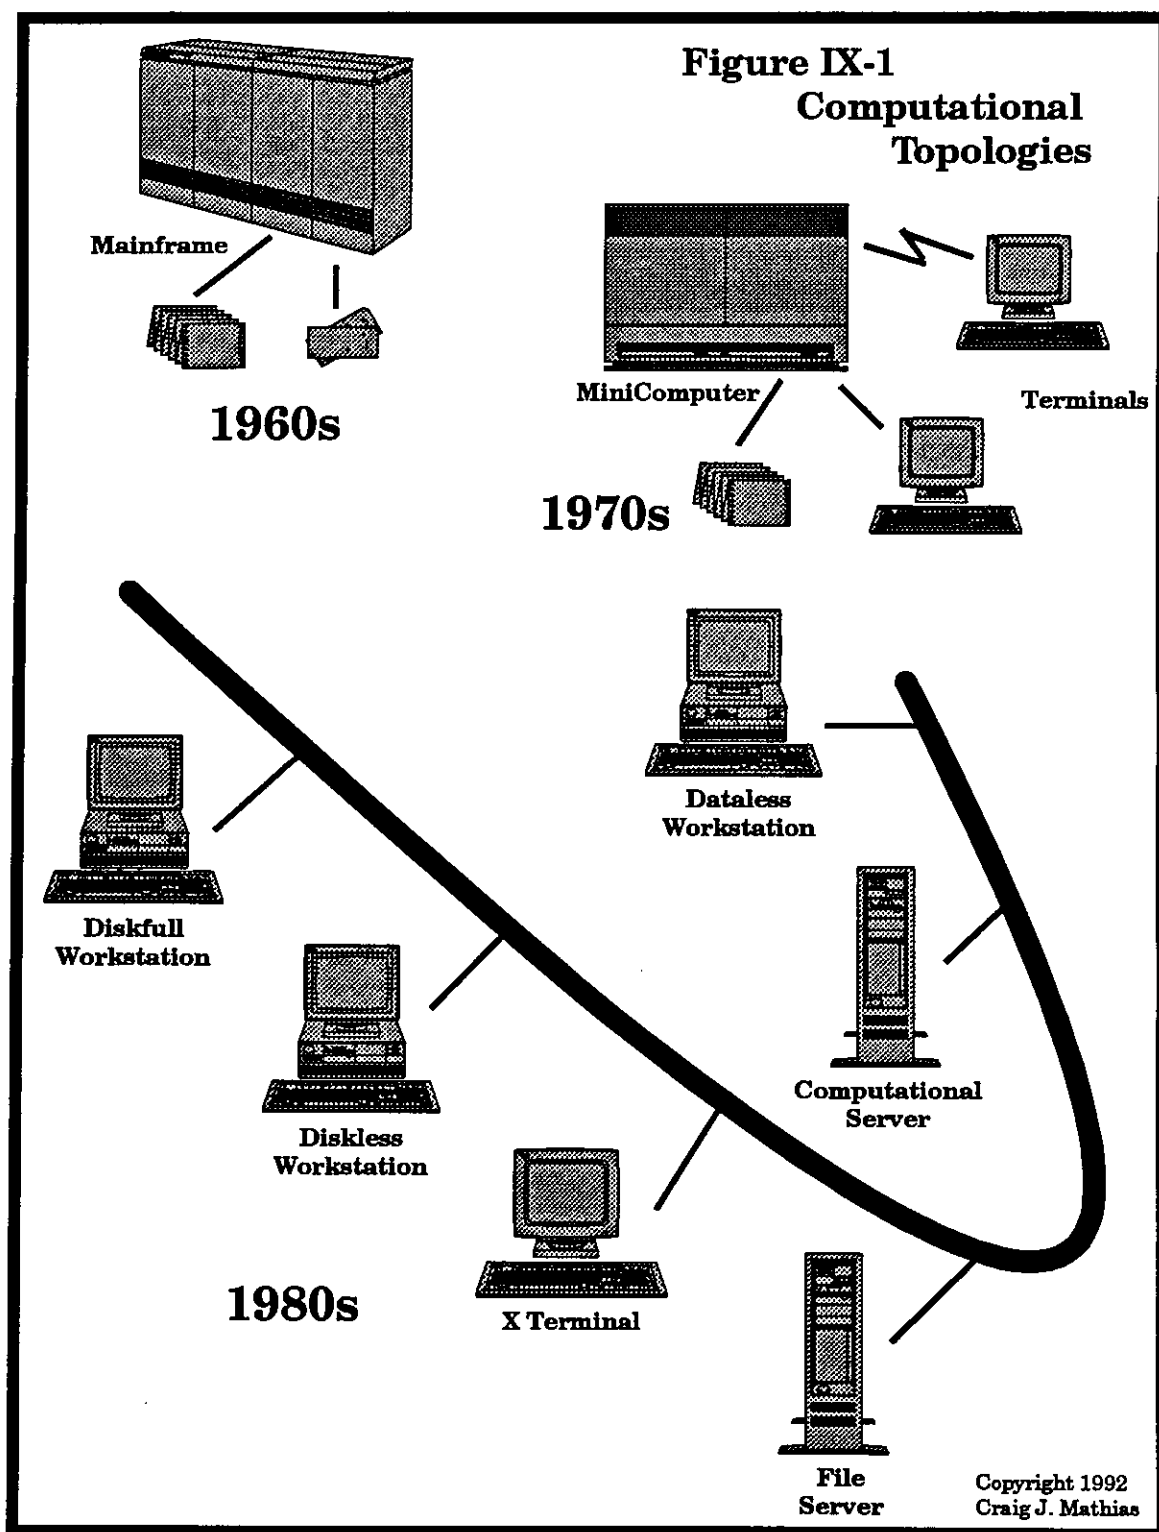 Figure IX-1
Computational
Topologies
Mainframe
1960s
MiniComputer
Terminals
1970s
Dataless
Workstation
Diskfull
Workstation
Computational
Server
Diskless
Workstation
X Terminal
1980s
File
Server
Copyright 1992
Craig J. Mathias